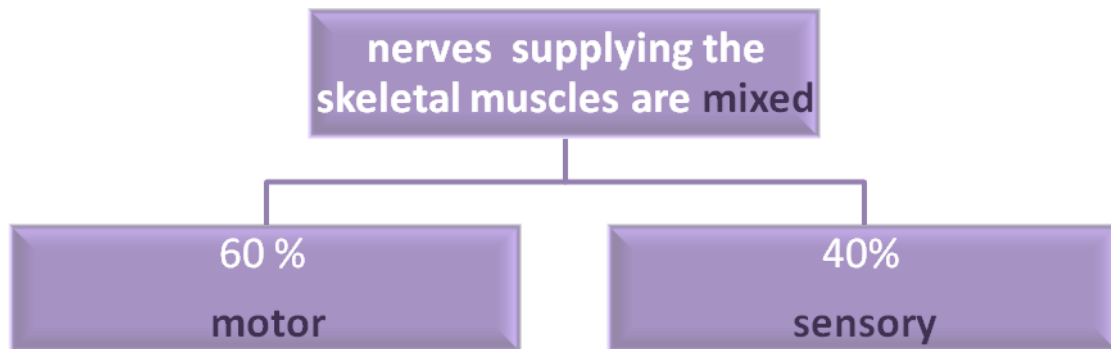 nerves supplying the
skeletal muscles are mixed
60 %
motor
40%
sensory